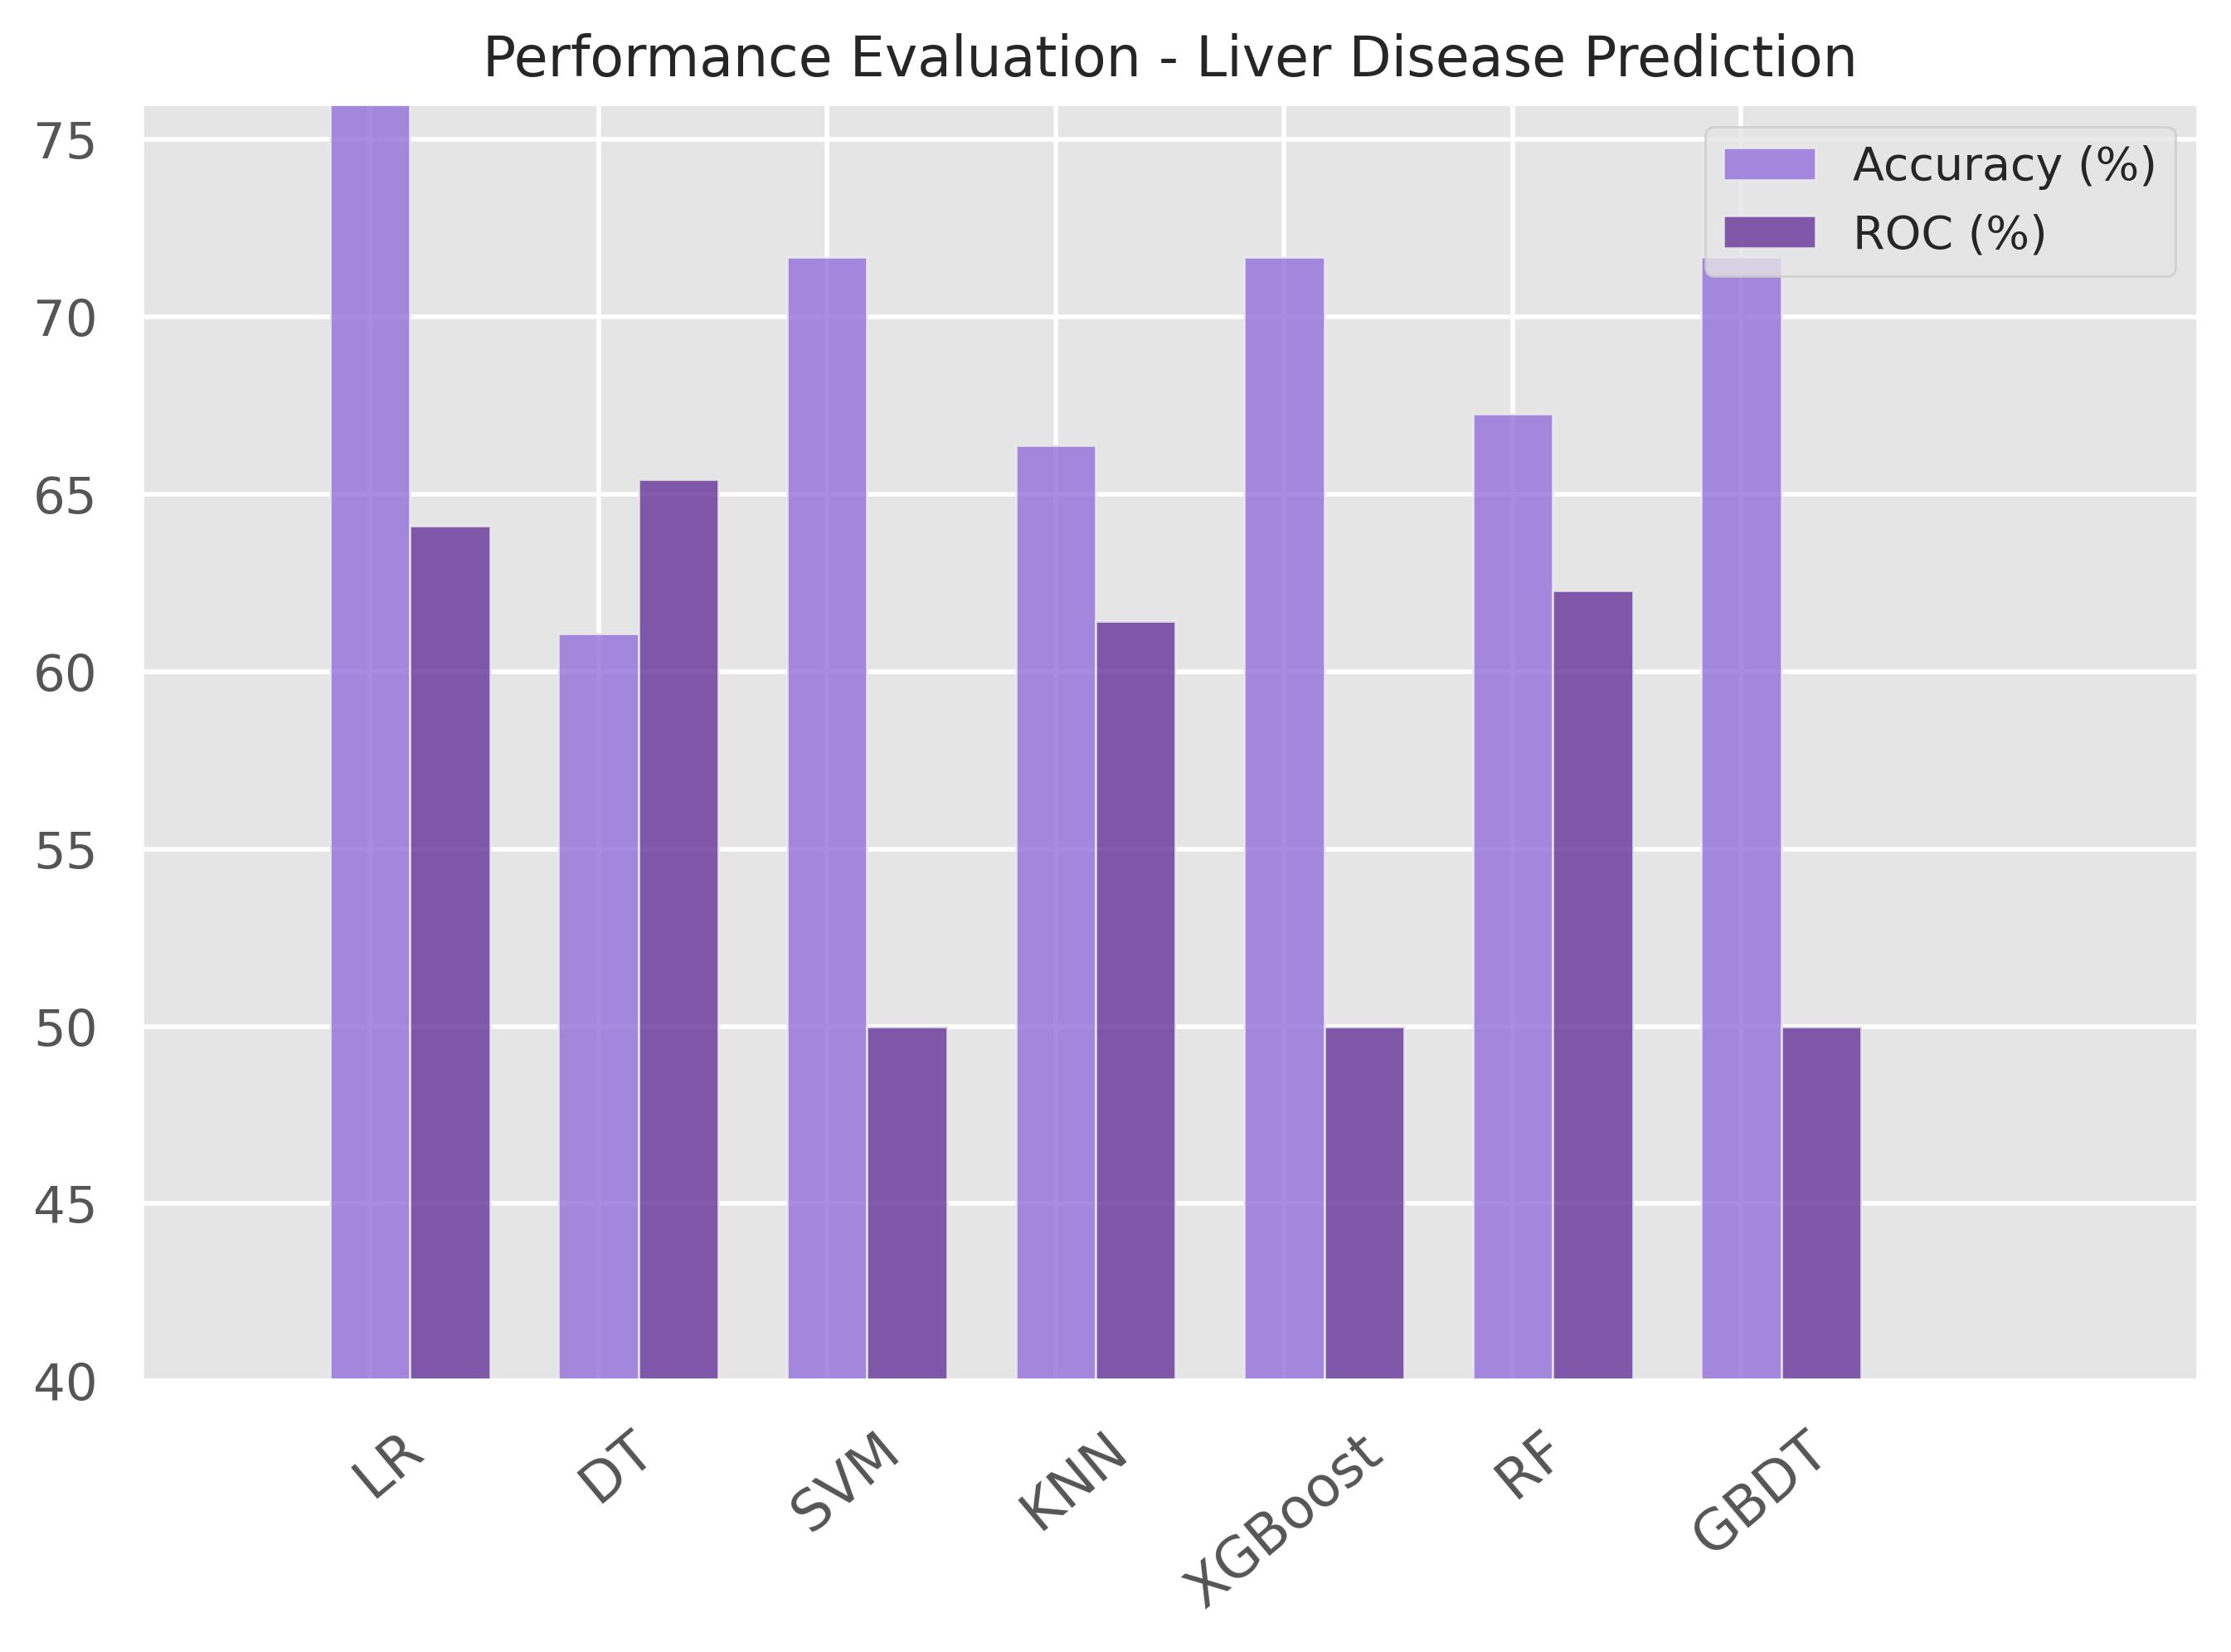 Perfomance Evaluation - Liver Disease Prediction
Accuracy (%)
ROC (%)
75
70
65
60
55
50
45
40
LR
DT
SVM
KNN
XGBoost
RF
GBDT